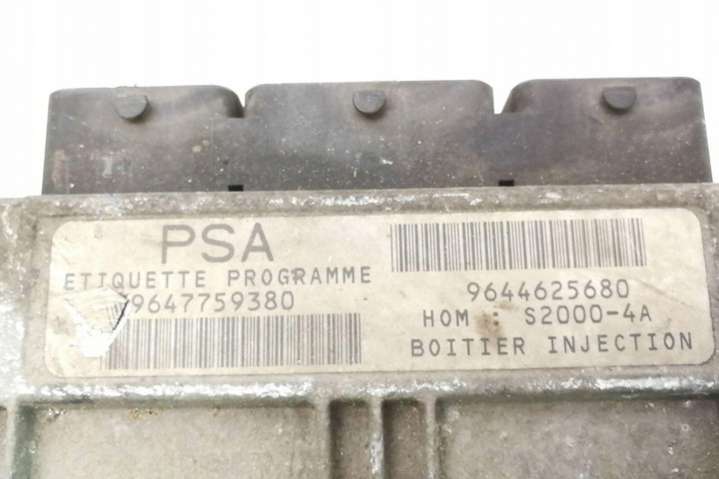 PSA
ETIQUETTE PROGRAMME
9647759380
9644625680
HOM : S2000-4A
BOITIER INJECTION